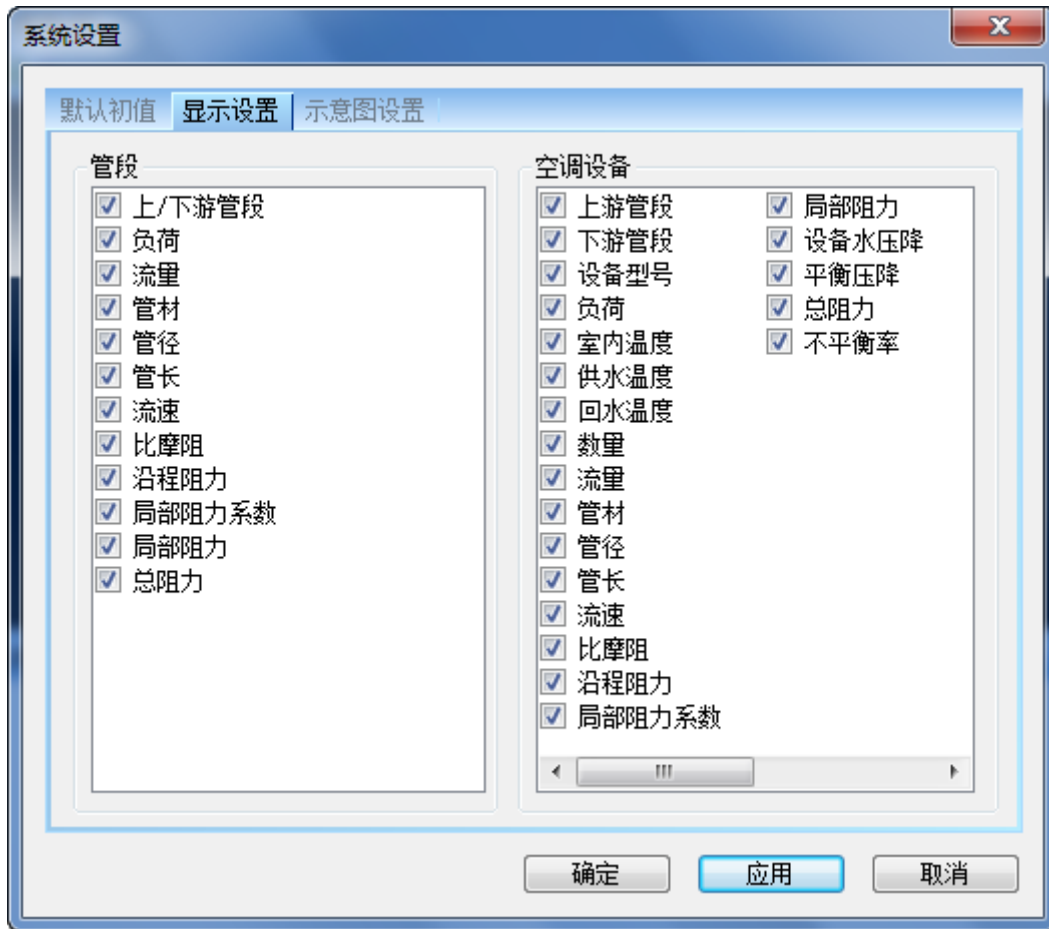 系统设置
默认初值 显示设置 示意图设置
管段
上/下游管段
负荷
流量
管材
管径
管长
流速
比摩阻
沿程阻力
局部阻力系数
局部阻力
总阻力
空调设备
上游管段
下游管段
设备型号
负荷
室内温度
供水温度
回水温度
数量
流量
管材
管径
管长
流速
比摩阻
沿程阻力
局部阻力系数
局部阻力
设备水压降
平衡压降
总阻力
不平衡率
确定 应用 取消